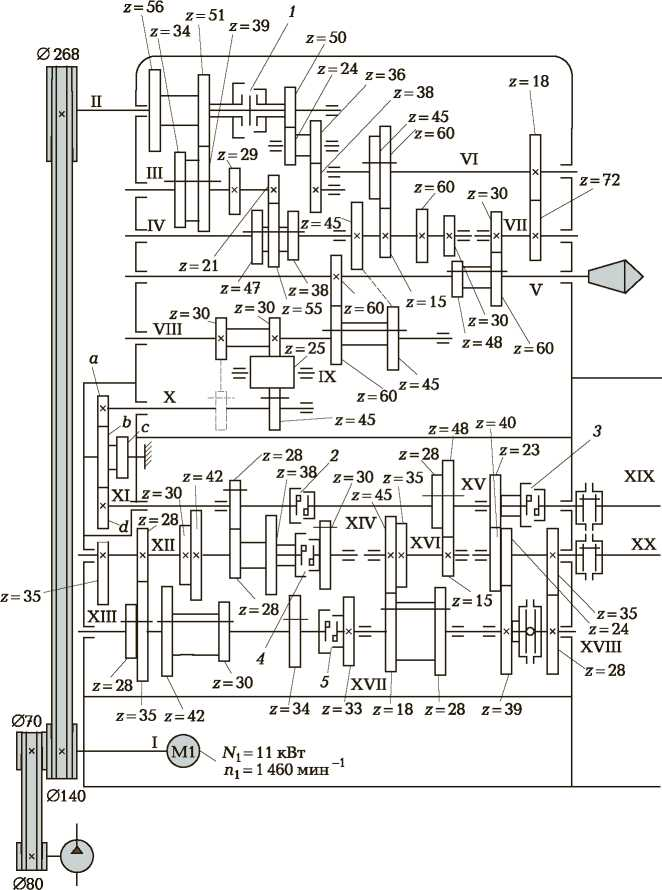 z=56
z=51
z=34
z=39
1
z=50
z=24
z=36
z=38
z=18
Ø 268
II
z=45
z=60
VI
III
z=29
z=72
z=60
z=30
IV
z=45
VII
z=21
V
z=47
z=38
z=55
z=60
z=15
z=30
z=48
z=60
z=30
z=30
VIII
z=25
IX
a
X
z=45
z=60
z=45
b
c
z=48
z=40
z=28
z=23
3
z=28
z=42
z=38
2
z=30
z=35
XI
z=30
z=45
XV
XIX
d
z=28
XIV
XII
XVI
XX
z=35
z=28
z=15
z=35
XIII
z=24
4
5
XVIII
z=28
z=30
XVII
z=28
z=35
z=42
z=34
z=33
z=18
z=28
z=39
Ø70
I
M1
N1 = 11 кВт
n1 = 1 460 мин⁻¹
Ø140
Ø80